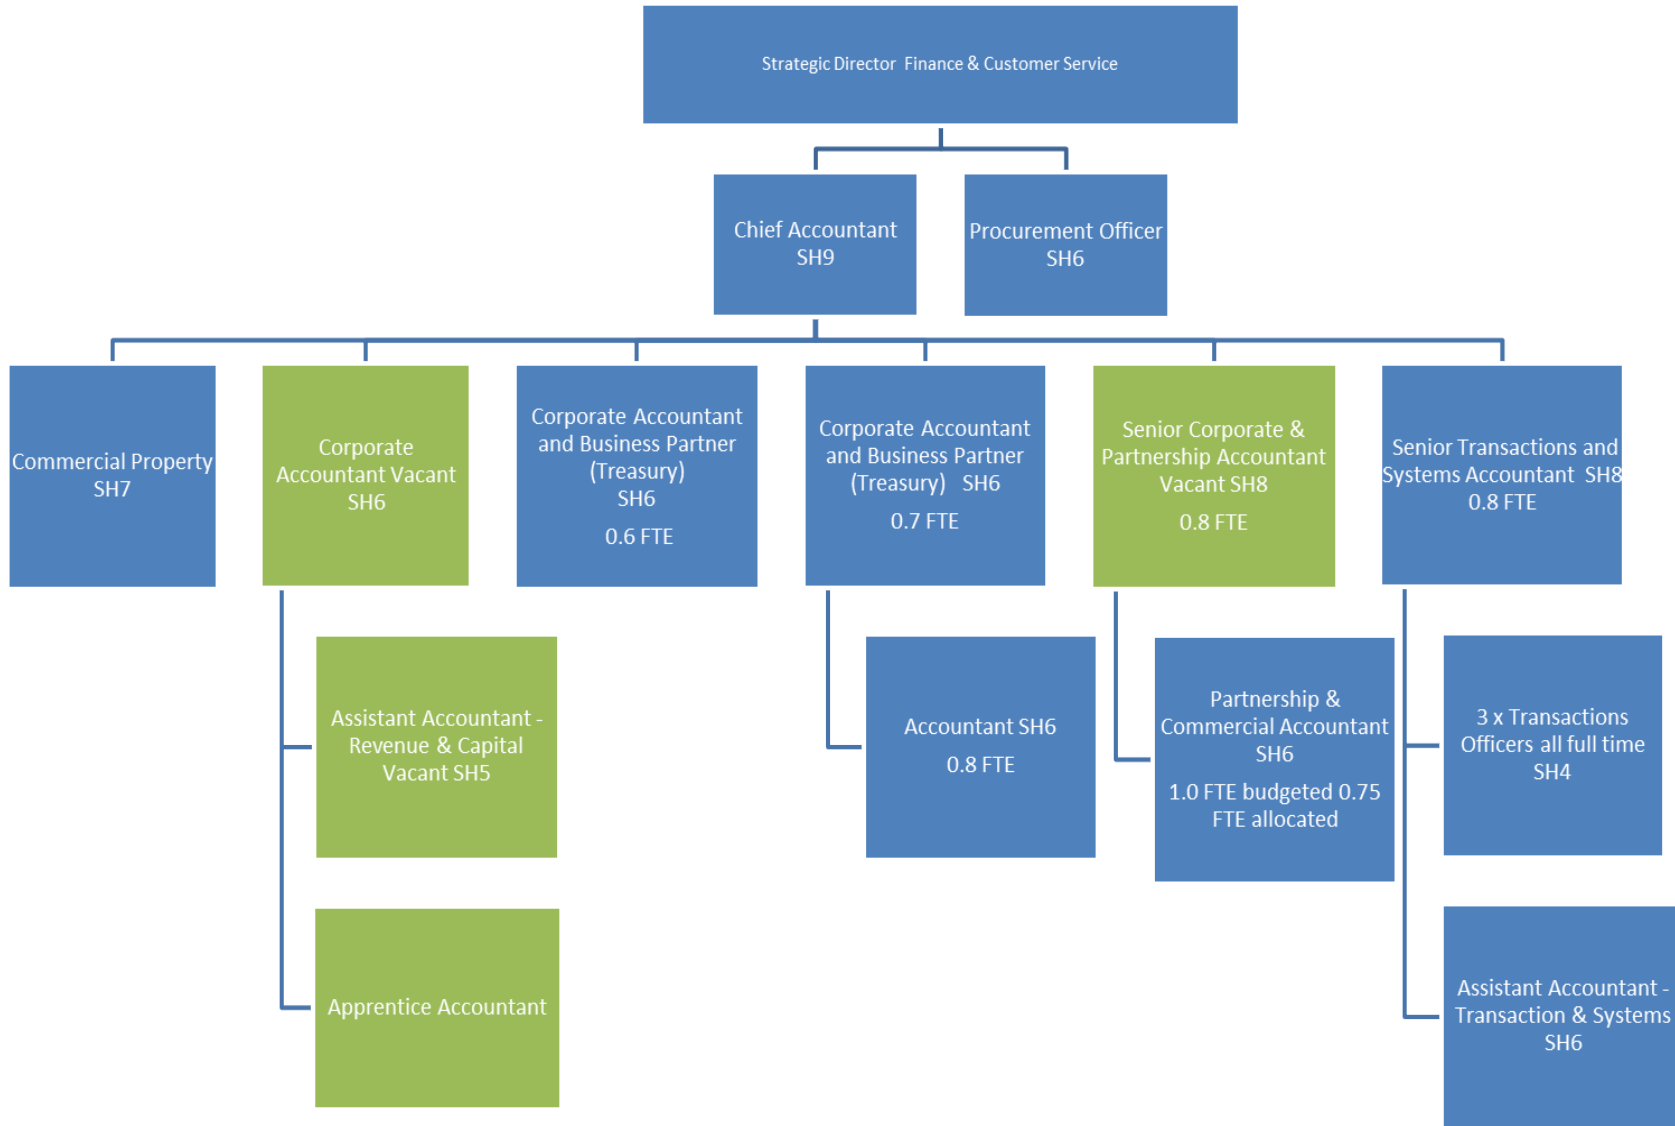 Strategic Director Finance & Customer Service
Chief Accountant
SH9
Procurement Officer
SH6
Commercial Property
SH7
Corporate
Accountant Vacant
SH6
Corporate Accountant
and Business Partner
(Treasury)
SH6
0.6 FTE
Corporate Accountant
and Business Partner
(Treasury) SH6
0.7 FTE
Senior Corporate &
Partnership Accountant
Vacant SH8
0.8 FTE
Senior Transactions and
Systems Accountant SH8
0.8 FTE
Assistant Accountant -
Revenue & Capital
Vacant SH5
Accountant SH6
0.8 FTE
Partnership &
Commercial Accountant
SH6
1.0 FTE budgeted 0.75
FTE allocated
3 x Transactions
Officers all full time
SH4
Apprentice Accountant
Assistant Accountant -
Transaction & Systems
SH6